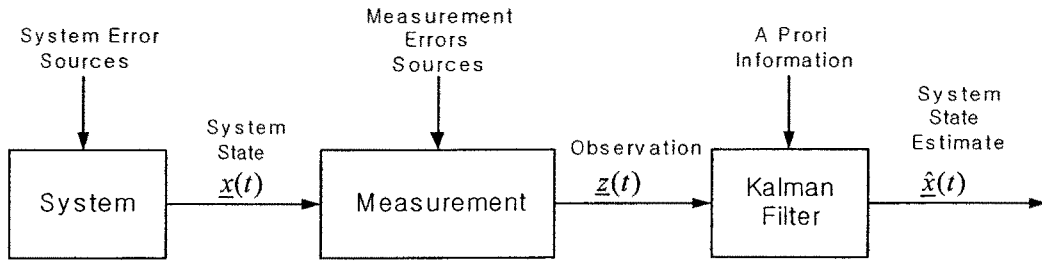 System Error
Sources
System
System
State
x(t)
Measurement
Errors
Sources
Measurement
Observation
z(t)
A Prori
Information
Kalman
Filter
System
State
Estimate
x̂(t)